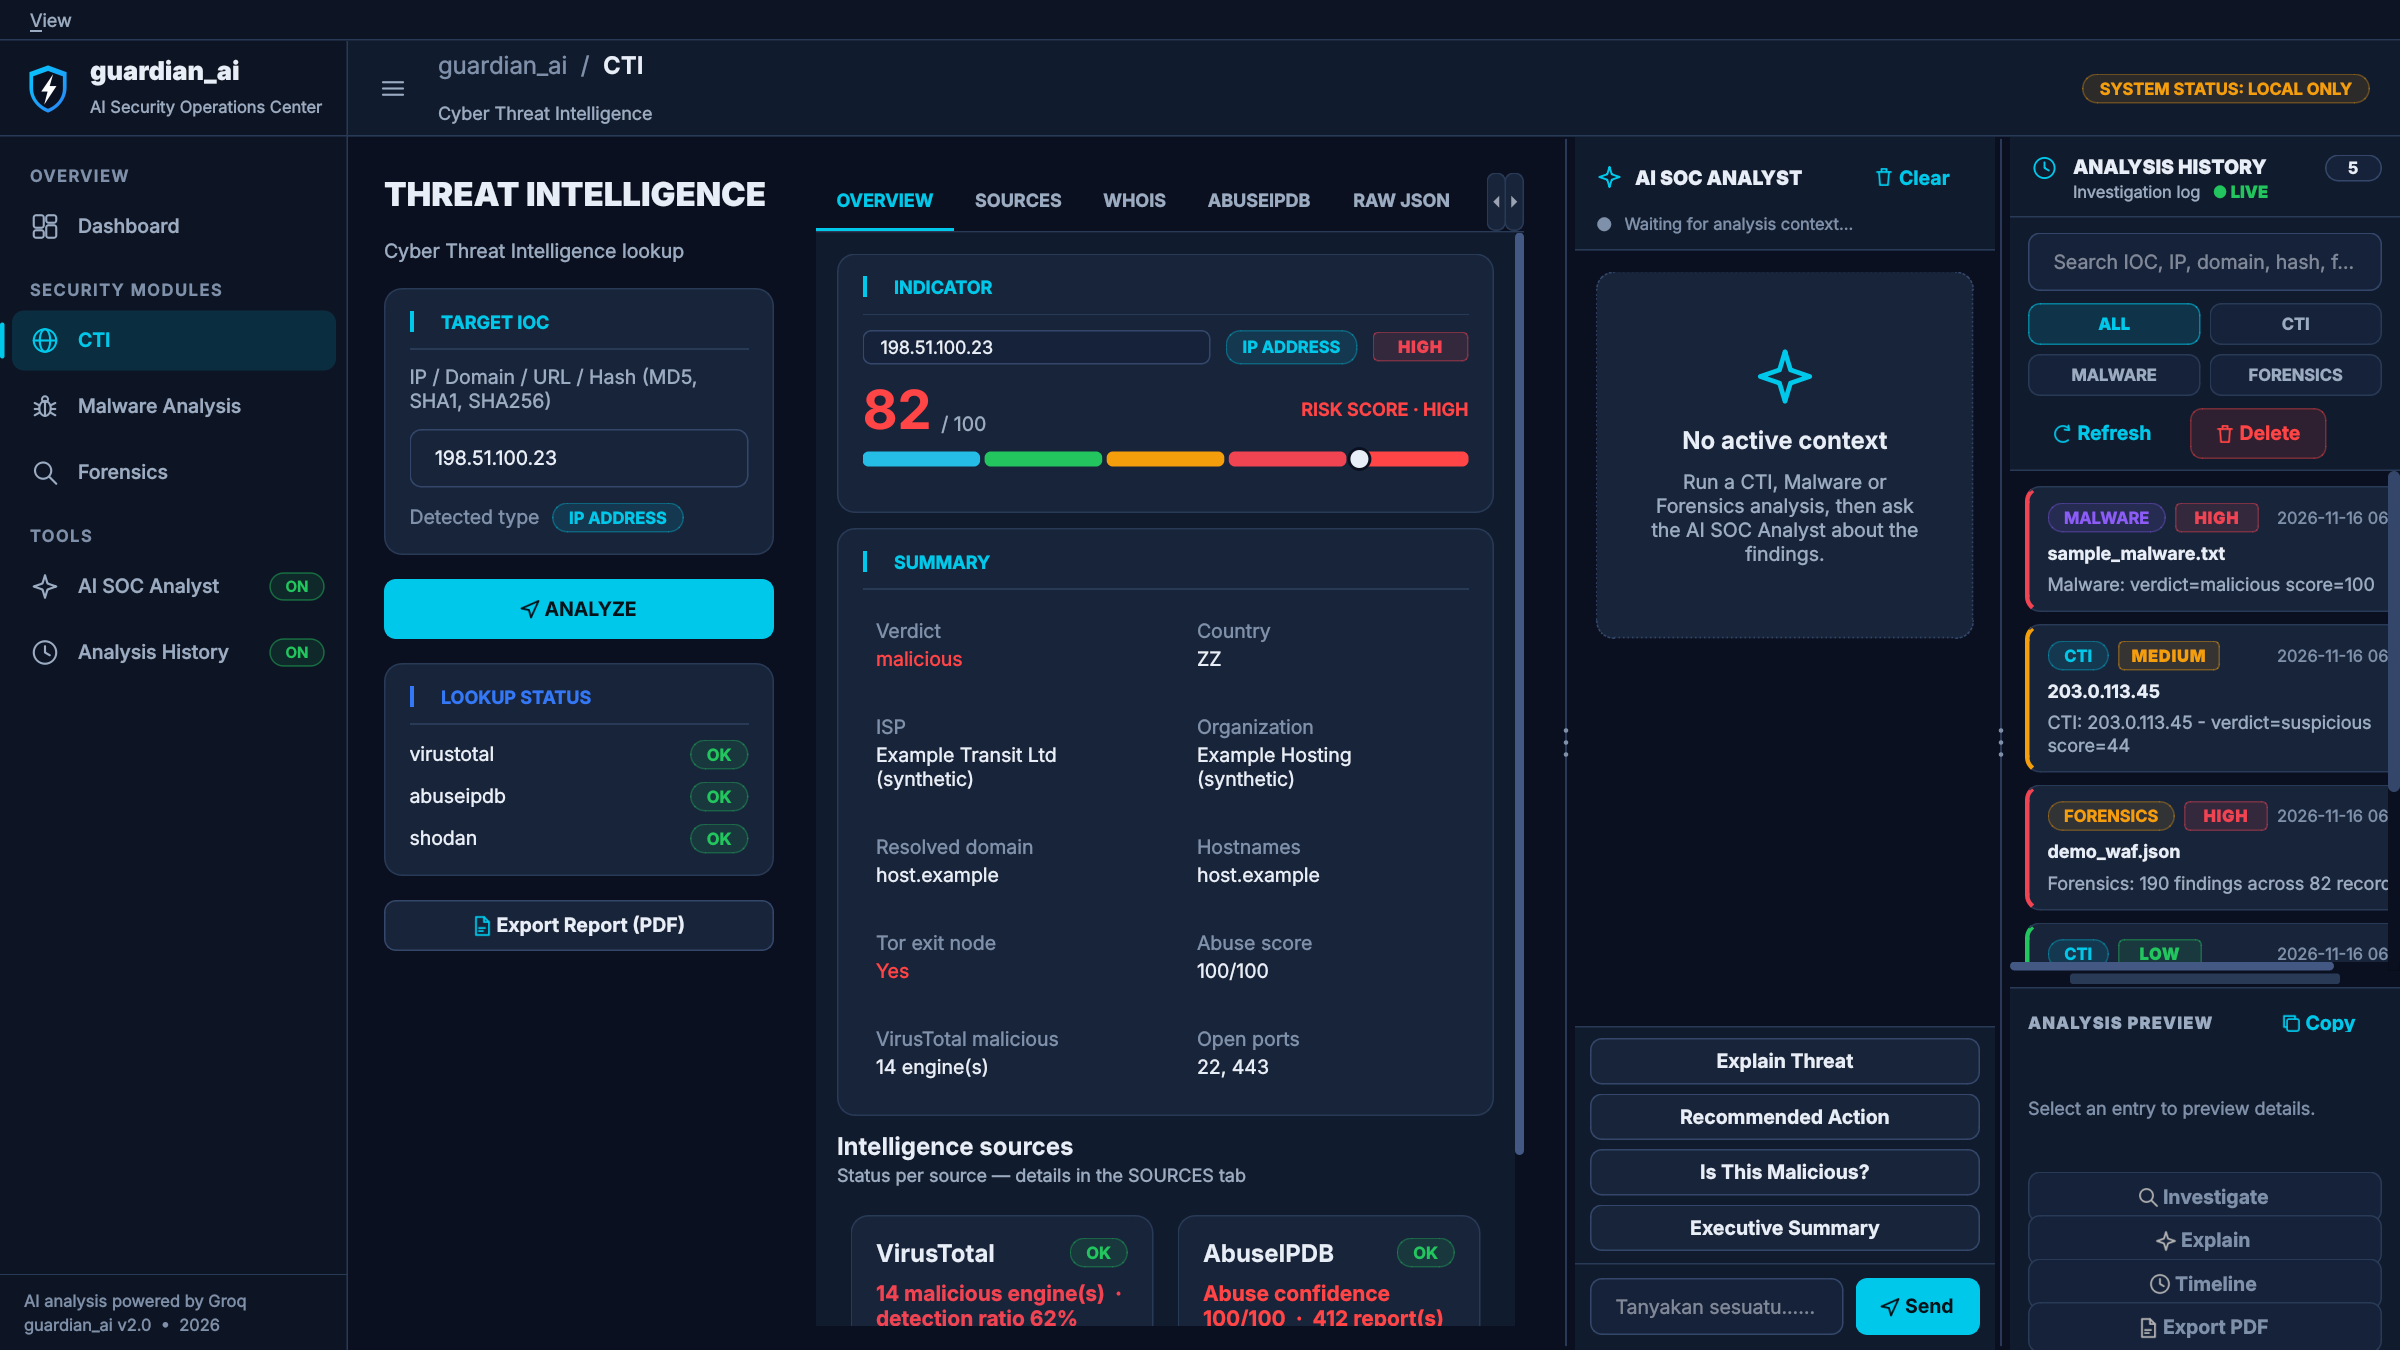 View
guardian_ai
AI Security Operations Center
guardian_ai / CTI
Cyber Threat Intelligence
SYSTEM STATUS: LOCAL ONLY
OVERVIEW
Dashboard
SECURITY MODULES
CTI
Malware Analysis
Forensics
TOOLS
AI SOC Analyst
ON
Analysis History
ON
AI analysis powered by Groq
guardian_ai v2.0 • 2026
THREAT INTELLIGENCE
Cyber Threat Intelligence lookup
TARGET IOC
IP / Domain / URL / Hash (MD5,
SHA1, SHA256)
198.51.100.23
Detected type
IP ADDRESS
ANALYZE
LOOKUP STATUS
virustotal
OK
abuseipdb
OK
shodan
OK
Export Report (PDF)
OVERVIEW
SOURCES
WHOIS
ABUSEIPDB
RAW JSON
INDICATOR
198.51.100.23
IP ADDRESS
HIGH
82 / 100
RISK SCORE · HIGH
SUMMARY
Verdict
malicious
Country
ZZ
ISP
Example Transit Ltd
(synthetic)
Organization
Example Hosting
(synthetic)
Resolved domain
host.example
Hostnames
host.example
Tor exit node
Yes
Abuse score
100/100
VirusTotal malicious
14 engine(s)
Open ports
22, 443
Intelligence sources
Status per source — details in the SOURCES tab
VirusTotal
OK
14 malicious engine(s) ·
detection ratio 62%
AbuseIPDB
OK
Abuse confidence
100/100 · 412 report(s)
AI SOC ANALYST
Clear
Waiting for analysis context...
No active context
Run a CTI, Malware or
Forensics analysis, then ask
the AI SOC Analyst about the
findings.
Explain Threat
Recommended Action
Is This Malicious?
Executive Summary
Tanyakan sesuatu......
Send
ANALYSIS HISTORY
5
Investigation log
LIVE
Search IOC, IP, domain, hash, f...
ALL
CTI
MALWARE
FORENSICS
Refresh
Delete
MALWARE
HIGH
2026-11-16 06
sample_malware.txt
Malware: verdict=malicious score=100
CTI
MEDIUM
2026-11-16 06
203.0.113.45
CTI: 203.0.113.45 - verdict=suspicious
score=44
FORENSICS
HIGH
2026-11-16 06
demo_waf.json
Forensics: 190 findings across 82 recor
CTI
LOW
2026-11-16 06
ANALYSIS PREVIEW
Copy
Select an entry to preview details.
Investigate
Explain
Timeline
Export PDF